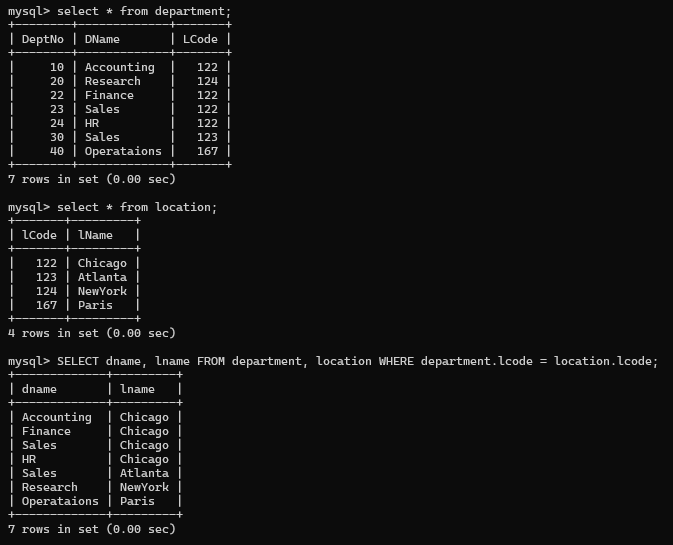 mysql> select * from department;
+--------+-------------+-------+
| DeptNo | DName       | LCode |
+--------+-------------+-------+
|     10 | Accounting  |   122 |
|     20 | Research    |   124 |
|     22 | Finance     |   122 |
|     23 | Sales       |   122 |
|     24 | HR          |   122 |
|     30 | Sales       |   123 |
|     40 | Operataions |   167 |
+--------+-------------+-------+
7 rows in set (0.00 sec)

mysql> select * from location;
+-------+---------+
| lCode | lName   |
+-------+---------+
|   122 | Chicago |
|   123 | Atlanta |
|   124 | NewYork |
|   167 | Paris   |
+-------+---------+
4 rows in set (0.00 sec)

mysql> SELECT dname, lname FROM department, location WHERE department.lcode = location.lcode;
+-------------+---------+
| dname       | lname   |
+-------------+---------+
| Accounting  | Chicago |
| Finance     | Chicago |
| Sales       | Chicago |
| HR          | Chicago |
| Sales       | Atlanta |
| Research    | NewYork |
| Operataions | Paris   |
+-------------+---------+
7 rows in set (0.00 sec)